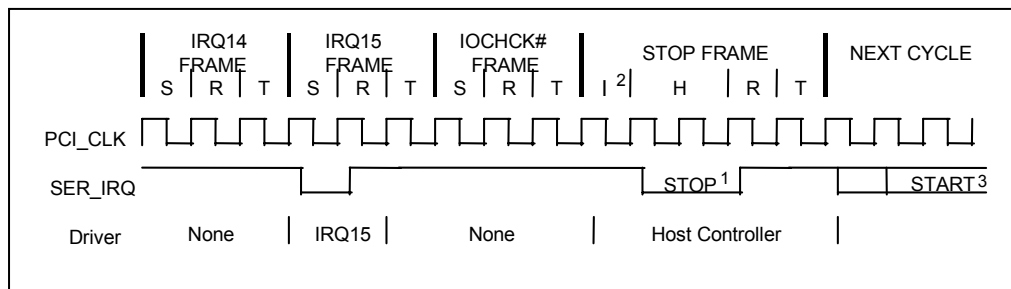 IRQ14 IRQ15 IOCHCK#
FRAME FRAME FRAME STOP FRAME NEXT CYCLE
S R T S R T S R T I 2 H R T
PCI_CLK
SER_IRQ STOP 1 START 3
Driver None IRQ15 None Host Controller